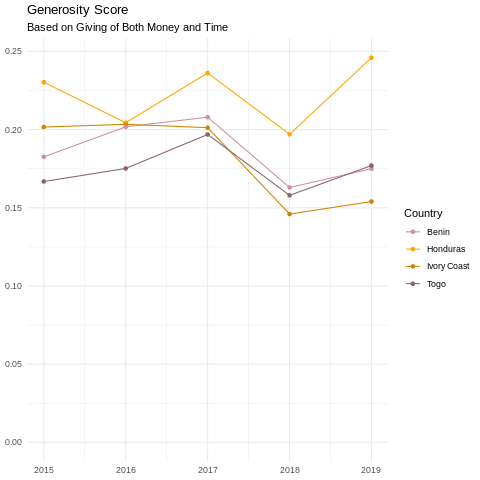 Generosity Score
Based on Giving of Both Money and Time
0.25
0.20
0.15
0.10
0.05
0.00
2015 2016 2017 2018 2019
Country
Benin
Honduras
Ivory Coast
Togo